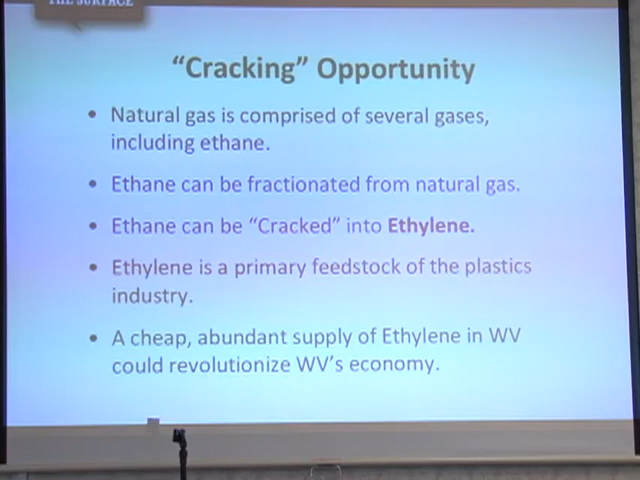 THE SURFACE
“Cracking” Opportunity
• Natural gas is comprised of several gases,
including ethane.
• Ethane can be fractionated from natural gas.
• Ethane can be “Cracked” into Ethylene.
• Ethylene is a primary feedstock of the plastics
industry.
• A cheap, abundant supply of Ethylene in WV
could revolutionize WV’s economy.